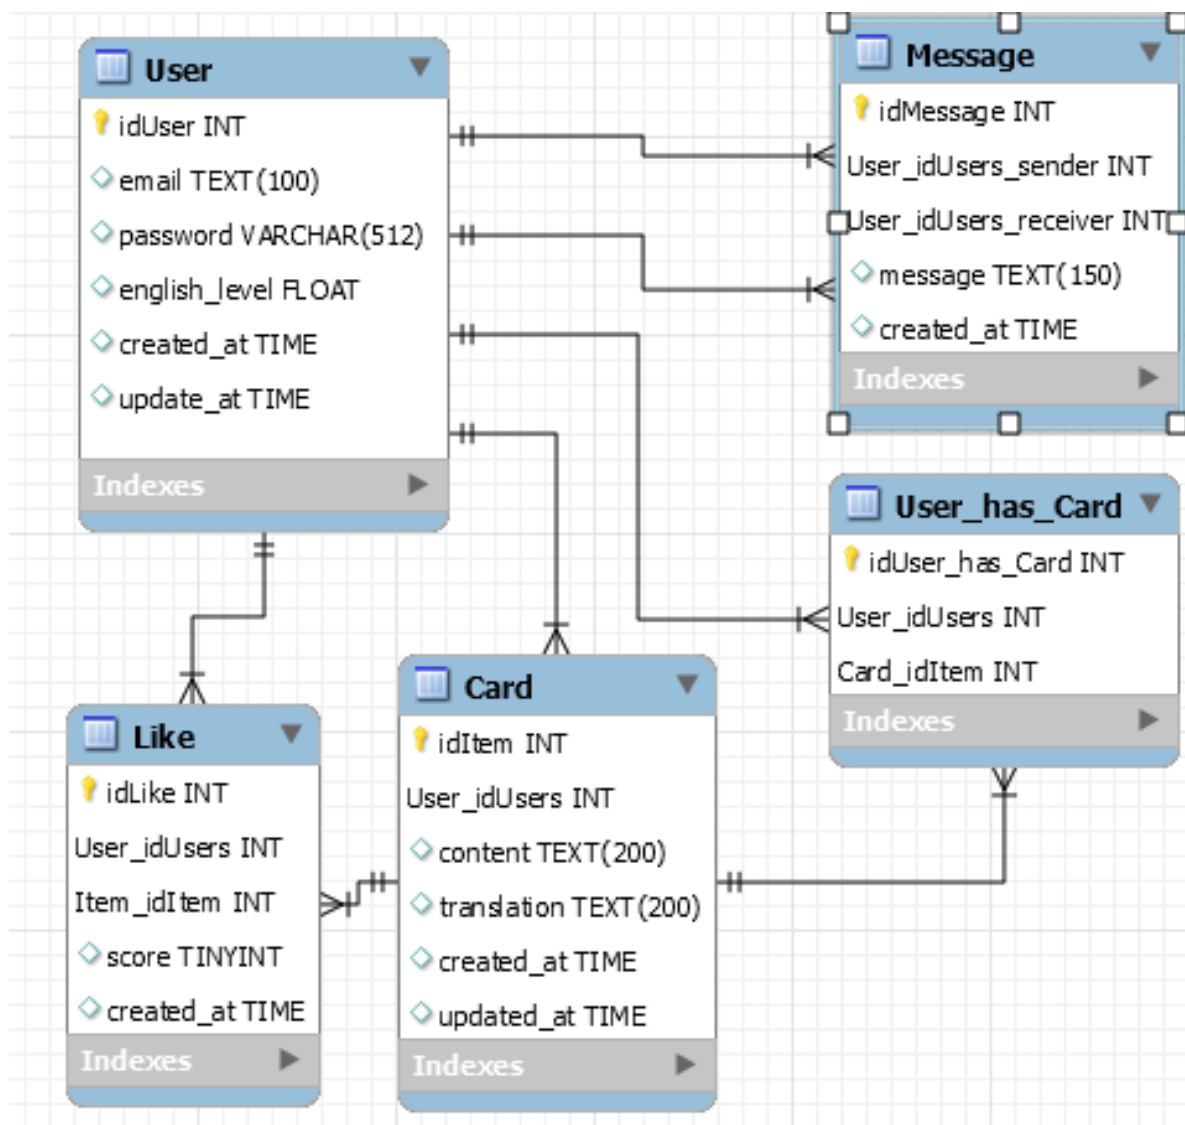 User
idUser INT
email TEXT(100)
password VARCHAR(512)
english_level FLOAT
created_at TIME
update_at TIME
Indexes
Message
idMessage INT
User_idUsers_sender INT
User_idUsers_receiver INT
message TEXT(150)
created_at TIME
Indexes
User_has_Card
idUser_has_Card INT
User_idUsers INT
Card_idItem INT
Indexes
Like
idLike INT
User_idUsers INT
Item_idItem INT
score TINYINT
created_at TIME
Indexes
Card
idItem INT
User_idUsers INT
content TEXT(200)
translation TEXT(200)
created_at TIME
updated_at TIME
Indexes